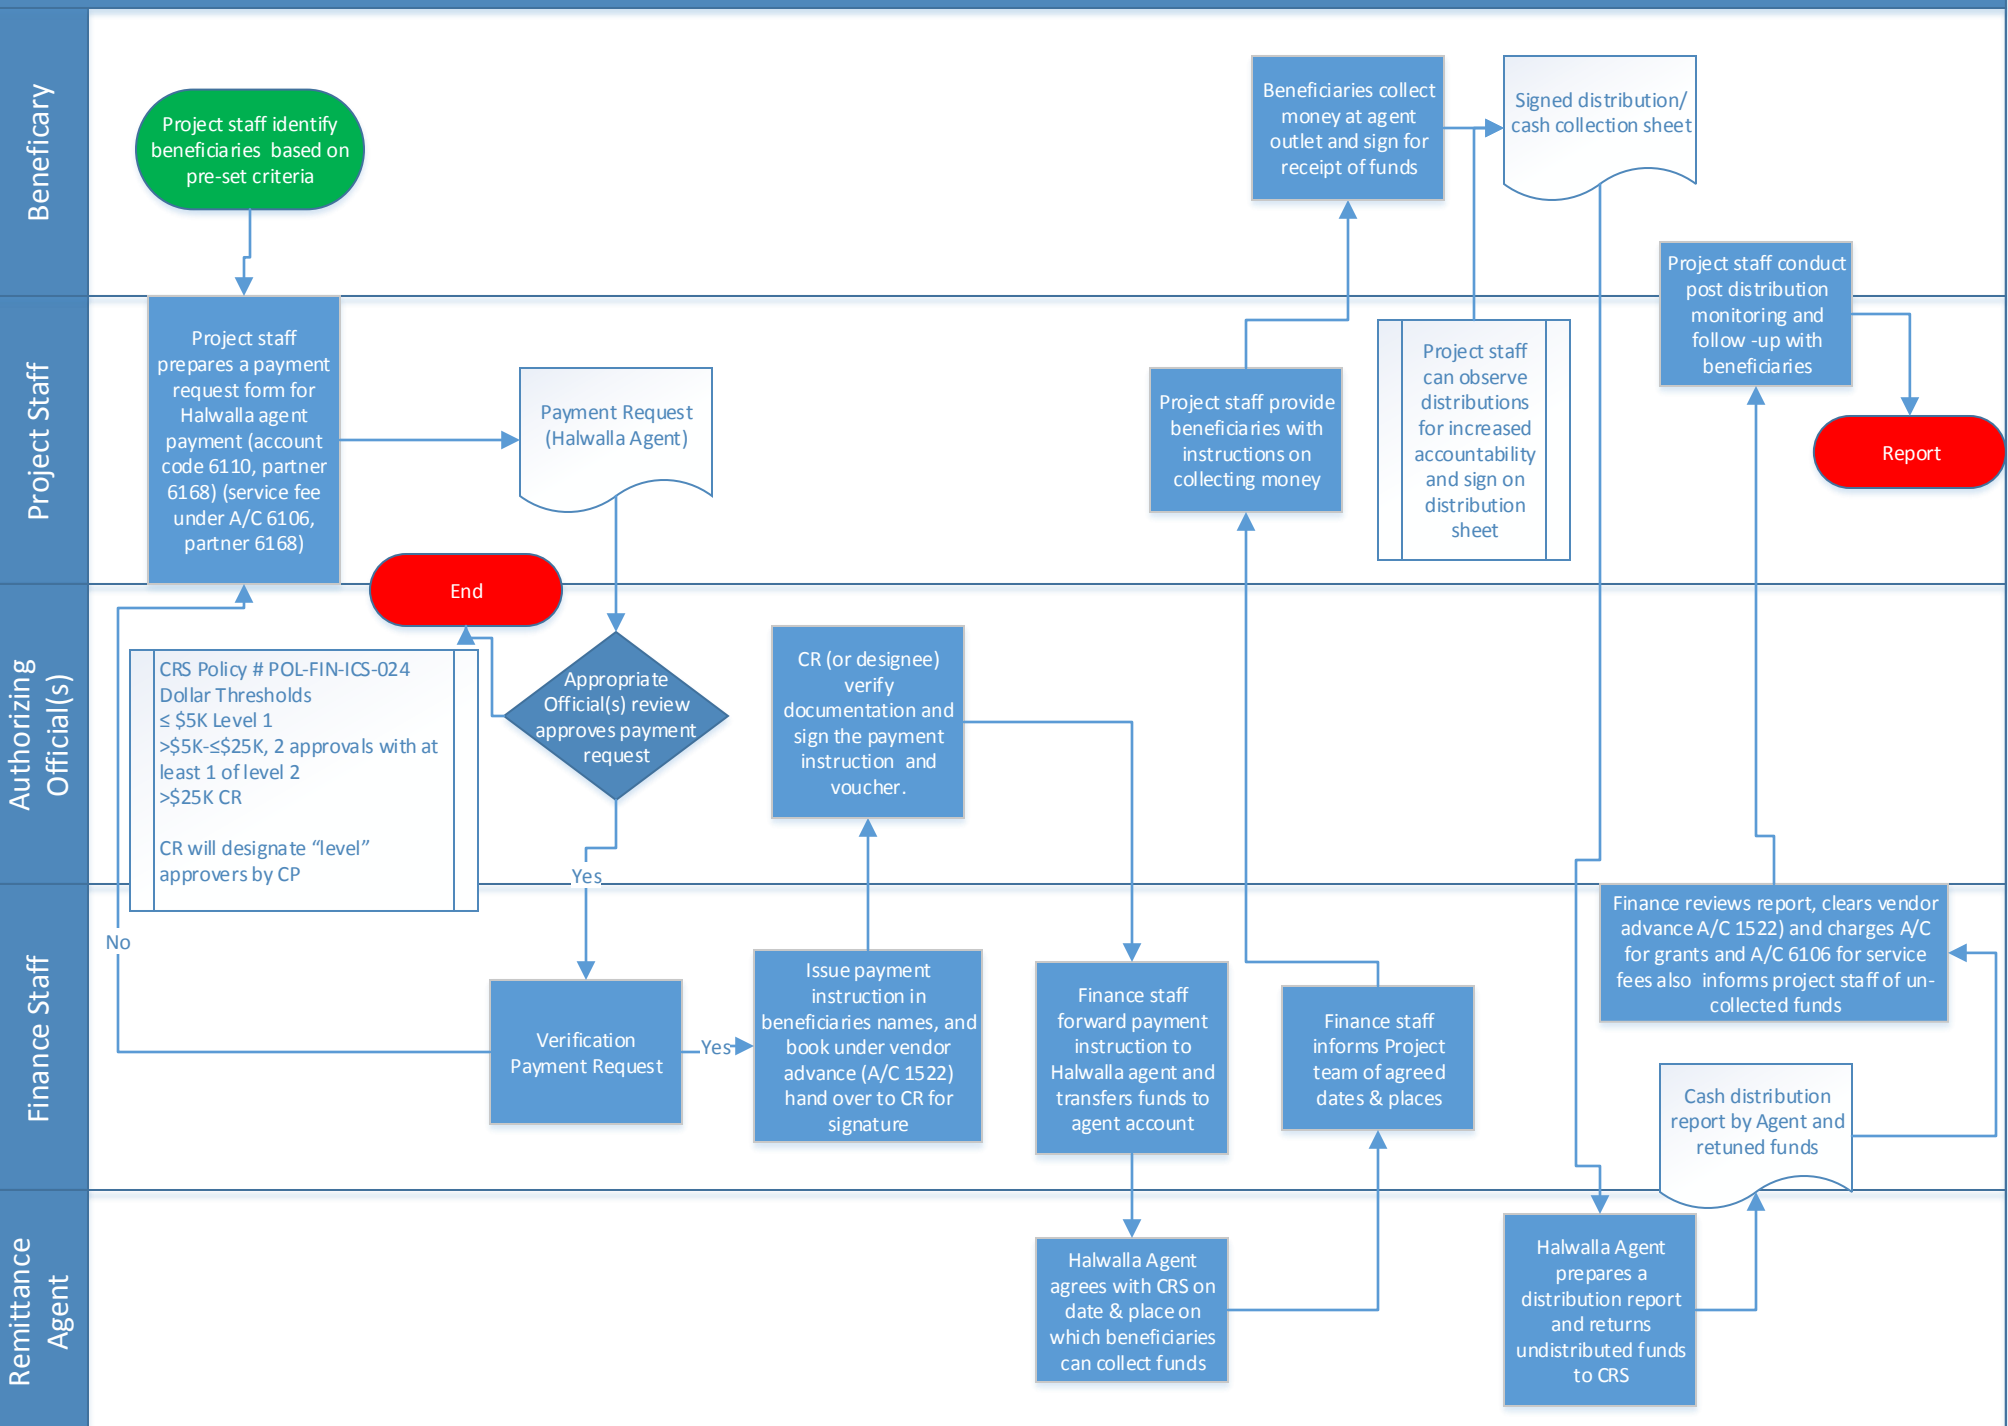 Beneficary
Project staff identify
beneficiaries  based on
pre-set criteria
Beneficiaries collect
money at agent
outlet and sign for
receipt of funds
Signed distribution/
cash collection sheet
Project staff conduct
post distribution
monitoring and
follow -up with
beneficiaries
Project Staff
Project staff
prepares a payment
request form for
Halwalla agent
payment (account
code 6110, partner
6168) (service fee
under A/C 6106,
partner 6168)
Payment Request
(Halwalla Agent)
Project staff provide
beneficiaries with
instructions on
collecting money
Project staff
can observe
distributions
for increased
accountability
and sign on
distribution
sheet
Report
Authorizing
Official(s)
End
CRS Policy # POL-FIN-ICS-024
Dollar Thresholds
≤ $5K Level 1
>$5K-≤$25K, 2 approvals with at
least 1 of level 2
>$25K CR
CR will designate “level”
approvers by CP
Appropriate
Official(s) review
approves payment
request
Yes
CR (or designee)
verify
documentation and
sign the payment
instruction  and
voucher.
Finance Staff
No
Verification
Payment Request
Yes
Issue payment
instruction in
beneficiaries names, and
book under vendor
advance (A/C 1522)
hand over to CR for
signature
Finance staff
forward payment
instruction to
Halwalla agent and
transfers funds to
agent account
Finance staff
informs Project
team of agreed
dates & places
Finance reviews report, clears vendor
advance A/C 1522) and charges A/C
for grants and A/C 6106 for service
fees also  informs project staff of un-
collected funds
Cash distribution
report by Agent and
retuned funds
Remittance
Agent
Halwalla Agent
agrees with CRS on
date & place on
which beneficiaries
can collect funds
Halwalla Agent
prepares a
distribution report
and returns
undistributed funds
to CRS